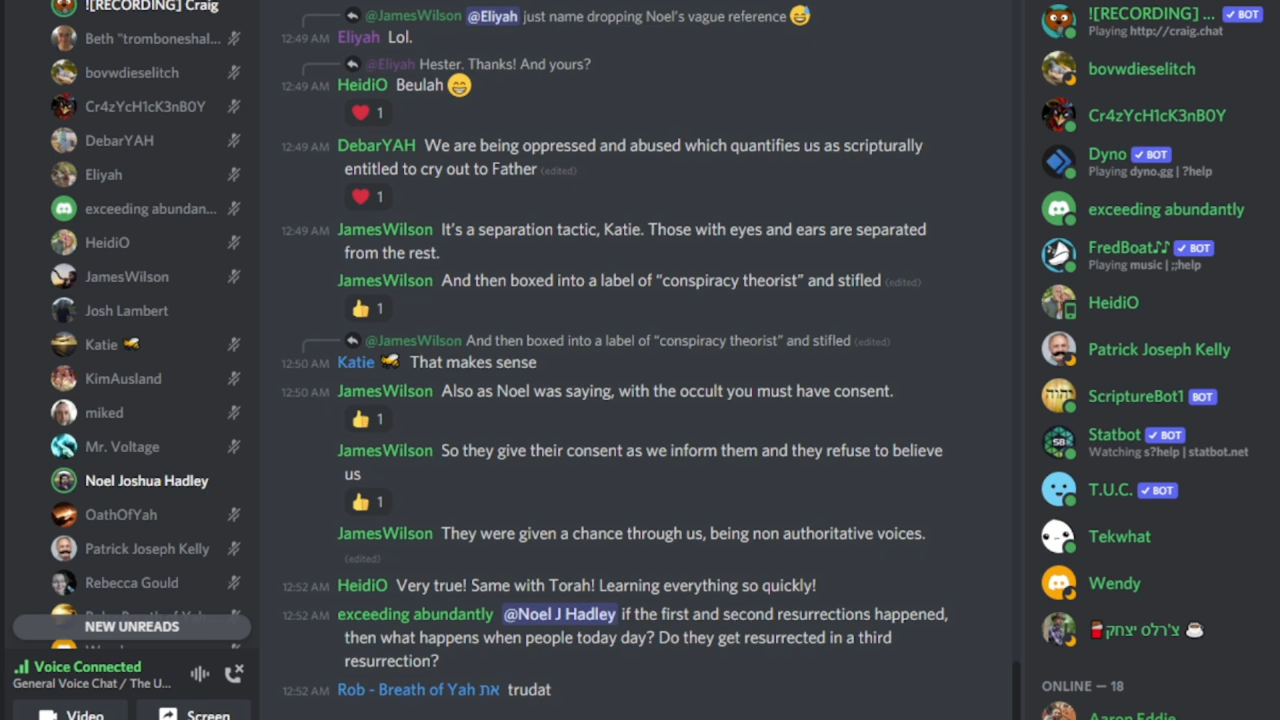 ![RECORDING] Craig
Beth "tromboneshal...
bovwdieselitch
Cr4zYcH1cK3nB0Y
DebarYAH
Eliyah
exceeding abundan...
HeidiO
JamesWilson
Josh Lambert
Katie
KimAusland
miked
Mr. Voltage
Noel Joshua Hadley
OathOfYah
Patrick Joseph Kelly
Rebecca Gould
NEW UNREADS
Voice Connected
General Voice Chat / The U...
Video Screen
@JamesWilson @Eliyah just name dropping Noel's vague reference 😅
12:49 AM Eliyah Lol.
@Eliyah Hester. Thanks! And yours?
12:49 AM HeidiO Beulah 😁
❤️ 1
12:49 AM DebarYAH We are being oppressed and abused which quantifies us as scripturally
entitled to cry out to Father (edited)
❤️ 1
12:49 AM JamesWilson It's a separation tactic, Katie. Those with eyes and ears are separated
from the rest.
JamesWilson And then boxed into a label of “conspiracy theorist” and stifled (edited)
👍 1
@JamesWilson And then boxed into a label of “conspiracy theorist” and stifled (edited)
12:50 AM Katie 🐝 That makes sense
12:50 AM JamesWilson Also as Noel was saying, with the occult you must have consent.
👍 1
JamesWilson So they give their consent as we inform them and they refuse to believe
us
👍 1
JamesWilson They were given a chance through us, being non authoritative voices.
(edited)
12:52 AM HeidiO Very true! Same with Torah! Learning everything so quickly!
12:52 AM exceeding abundantly @Noel J Hadley if the first and second resurrections happened,
then what happens when people today day? Do they get resurrected in a third
resurrection?
12:52 AM Rob - Breath of Yah את trudat
![RECORDING] ... ✓ BOT
Playing http://craig.chat
bovwdieselitch
Cr4zYcH1cK3nB0Y
Dyno ✓ BOT
Playing dyno.gg | ?help
exceeding abundantly
FredBoat♪♪ ✓ BOT
Playing music | ;;help
HeidiO
Patrick Joseph Kelly
ScriptureBot1 BOT
Statbot ✓ BOT
Watching s?help | statbot.net
T.U.C. ✓ BOT
Tekwhat
Wendy
צ'רלס יצחק
ONLINE — 18
Aaron Eddie